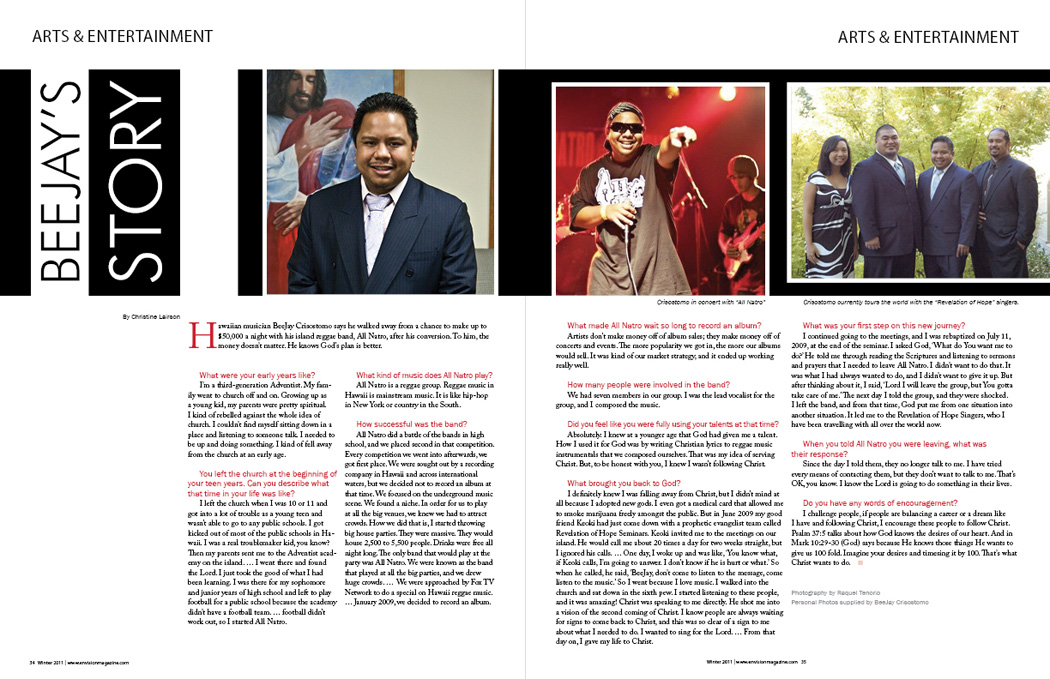 ARTS & ENTERTAINMENT
BEEJAY'S
STORY
By Christine Lairson
Hawaiian musician BeeJay Crisostomo says he walked away from a chance to make up to
$50,000 a night with his island reggae band, All Natro, after his conversion. To him, the
money doesn't matter. He knows God's plan is better.
What were your early years like?
I'm a third-generation Adventist. My fam-
ily went to church off and on. Growing up as
a young kid, my parents were pretty spiritual.
I kind of rebelled against the whole idea of
church. I couldn't find myself sitting down in a
place and listening to someone talk. I needed to
be up and doing something. I kind of fell away
from the church at an early age.
You left the church at the beginning of
your teen years. Can you describe what
that time in your life was like?
I left the church when I was 10 or 11 and
got into a lot of trouble as a young teen and
wasn't able to go to any public schools. I got
kicked out of most of the public schools in Ha-
waii. I was a real troublemaker kid, you know?
Then my parents sent me to the Adventist acad-
emy on the island. ... I went there and found
the Lord. I just took the good of what I had
been learning. I was there for my sophomore
and junior years of high school and left to play
football for a public school because the academy
didn't have a football team. ... football didn't
work out, so I started All Natro.
What kind of music does All Natro play?
All Natro is a reggae group. Reggae music in
Hawaii is mainstream music. It is like hip-hop
in New York or country in the South.
How successful was the band?
All Natro did a battle of the bands in high
school, and we placed second in that competition.
Every competition we went into afterwards, we
got first place. We were sought out by a recording
company in Hawaii and across international
waters, but we decided not to record an album at
that time. We focused on the underground music
scene. We found a niche. In order for us to play
at all the big venues, we knew we had to attract
crowds. How we did that is, I started throwing
big house parties. They were massive. They would
house 2,500 to 5,500 people. Drinks were free all
night long. The only band that would play at the
party was All Natro. We were known as the band
that played at all the big parties, and we drew
huge crowds. ... We were approached by Fox TV
Network to do a special on Hawaii reggae music.
... January 2009, we decided to record an album.
34 Winter 2011 | www.envisionmagazine.com
ARTS & ENTERTAINMENT
Crisostomo in concert with "All Natro"
Crisostomo currently tours the world with the "Revelation of Hope" singers.
What made All Natro wait so long to record an album?
Artists don't make money off of album sales; they make money off of
concerts and events. The more popularity we got in, the more our albums
would sell. It was kind of our market strategy, and it ended up working
really well.
How many people were involved in the band?
We had seven members in our group. I was the lead vocalist for the
group, and I composed the music.
Did you feel like you were fully using your talents at that time?
Absolutely. I knew at a younger age that God had given me a talent.
How I used it for God was by writing Christian lyrics to reggae music
instrumentals that we composed ourselves. That was my idea of serving
Christ. But, to be honest with you, I knew I wasn't following Christ.
What brought you back to God?
I definitely knew I was falling away from Christ, but I didn't mind at
all because I adopted new gods. I even got a medical card that allowed me
to smoke marijuana freely amongst the public. But in June 2009 my good
friend Keoki had just come down with a prophetic evangelist team called
Revelation of Hope Seminars. Keoki invited me to the meetings on our
island. He would call me about 20 times a day for two weeks straight, but
I ignored his calls. ... One day, I woke up and was like, 'You know what,
if Keoki calls, I'm going to answer. I don't know if he is hurt or what.' So
when he called, he said, 'BeeJay, don't come to listen to the message, come
listen to the music.' So I went because I love music. I walked into the
church and sat down in the sixth pew. I started listening to these people,
and it was amazing! Christ was speaking to me directly. He shot me into
a vision of the second coming of Christ. I know people are always waiting
for signs to come back to Christ, and this was so clear of a sign to me
about what I needed to do. I wanted to sing for the Lord. ... From that
day on, I gave my life to Christ.
What was your first step on this new journey?
I continued going to the meetings, and I was rebaptized on July 11,
2009, at the end of the seminar. I asked God, 'What do You want me to
do?' He told me through reading the Scriptures and listening to sermons
and prayers that I needed to leave All Natro. I didn't want to do that. It
was what I had always wanted to do, and I didn't want to give it up. But
after thinking about it, I said, 'Lord I will leave the group, but You gotta
take care of me.' The next day I told the group, and they were shocked.
I left the band, and from that time, God put me from one situation into
another situation. It led me to the Revelation of Hope Singers, who I
have been travelling with all over the world now.
When you told All Natro you were leaving, what was
their response?
Since the day I told them, they no longer talk to me. I have tried
every means of contacting them, but they don't want to talk to me. That's
OK, you know. I know the Lord is going to do something in their lives.
Do you have any words of encouragement?
I challenge people, if people are balancing a career or a dream like
I have and following Christ, I encourage these people to follow Christ.
Psalm 37:5 talks about how God knows the desires of our heart. And in
Mark 10:29-30 (God) says because He knows those things He wants to
give us 100 fold. Imagine your desires and timesing it by 100. That's what
Christ wants to do.
Photography by Raquel Tenorio
Personal Photos supplied by BeeJay Crisostomo
Winter 2011 | www.envisionmagazine.com 35